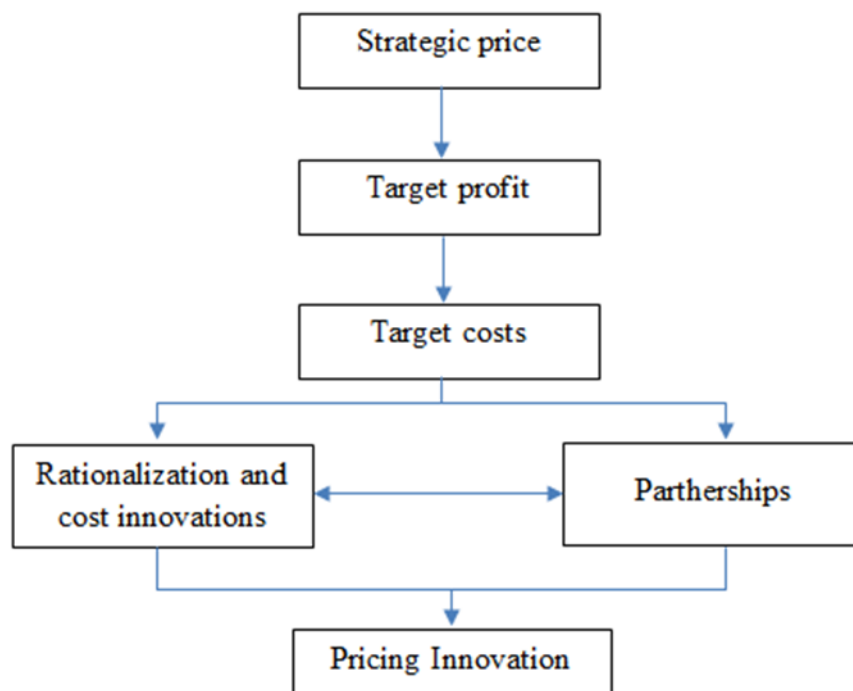 Strategic price
Target profit
Target costs
Rationalization and
cost innovations
Partherships
Pricing Innovation